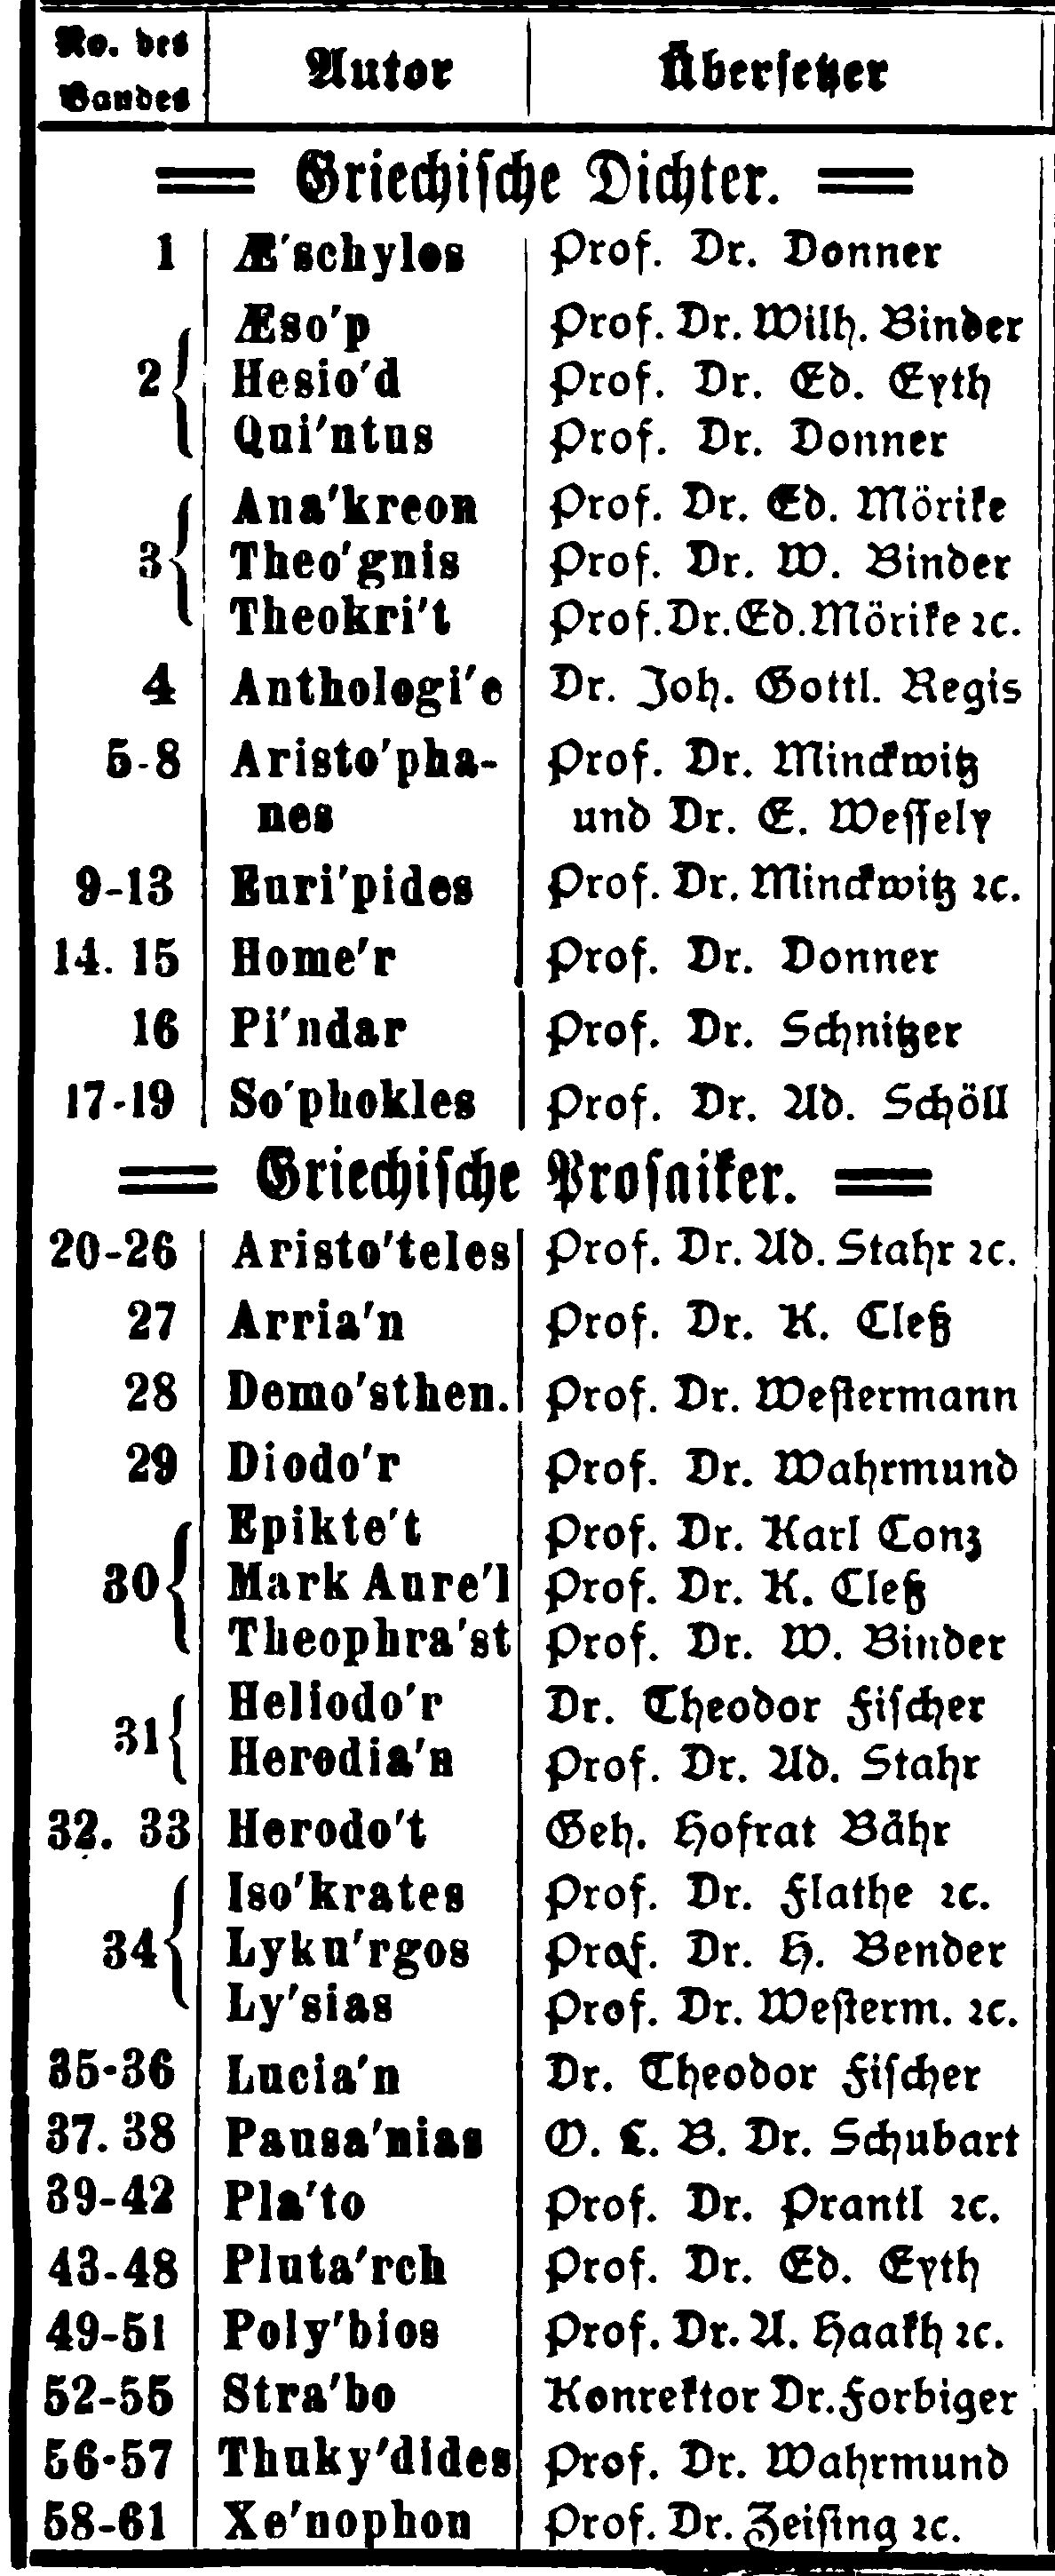 No. des Bandes Autor Übersetzer
Griechische Dichter.
1 Æ'schylos Prof. Dr. Donner
Æso'p Prof. Dr. Wilh. Binder
2 Hesio'd Prof. Dr. Ed. Eyth
Qui'ntus Prof. Dr. Donner
Ana'kreon Prof. Dr. Ed. Mörike
3 Theo'gnis Prof. Dr. W. Binder
Theokri't Prof. Dr. Ed. Mörike ꝛc.
4 Anthologi'e Dr. Joh. Gottl. Regis
5-8 Aristo'pha- Prof. Dr. Minckwitz
nes und Dr. E. Weſſely
9-13 Euri'pides Prof. Dr. Minckwitz ꝛc.
14. 15 Home'r Prof. Dr. Donner
16 Pi'ndar Prof. Dr. Schnitzer
17-19 So'phokles Prof. Dr. Ad. Schöll
Griechiſche Proſaiker.
20-26 Aristo'teles Prof. Dr. Ad. Stahr ꝛc.
27 Arria'n Prof. Dr. K. Cleß
28 Demo'sthen. Prof. Dr. Weſtermann
29 Diodo'r Prof. Dr. Wahrmund
Epikte't Prof. Dr. Karl Conz
30 Mark Aure'l Prof. Dr. K. Cleß
Theophra'st Prof. Dr. W. Binder
Heliodo'r Dr. Theodor Fiſcher
31 Herodia'n Prof. Dr. Ad. Stahr
32. 33 Herodo't Geh. Hofrat Bähr
Iso'krates Prof. Dr. Flathe ꝛc.
34 Lyku'rgos Prof. Dr. H. Bender
Ly'sias Prof. Dr. Weſterm. ꝛc.
35-36 Lucia'n Dr. Theodor Fiſcher
37. 38 Pausa'nias O. L. B. Dr. Schubart
39-42 Pla'to Prof. Dr. Prantl ꝛc.
43-48 Pluta'rch Prof. Dr. Ed. Eyth
49-51 Poly'bios Prof. Dr. A. Haakh ꝛc.
52-55 Stra'bo Konrektor Dr. Forbiger
56-57 Thuky'dides Prof. Dr. Wahrmund
58-61 Xe'nophon Prof. Dr. Zeiſing ꝛc.